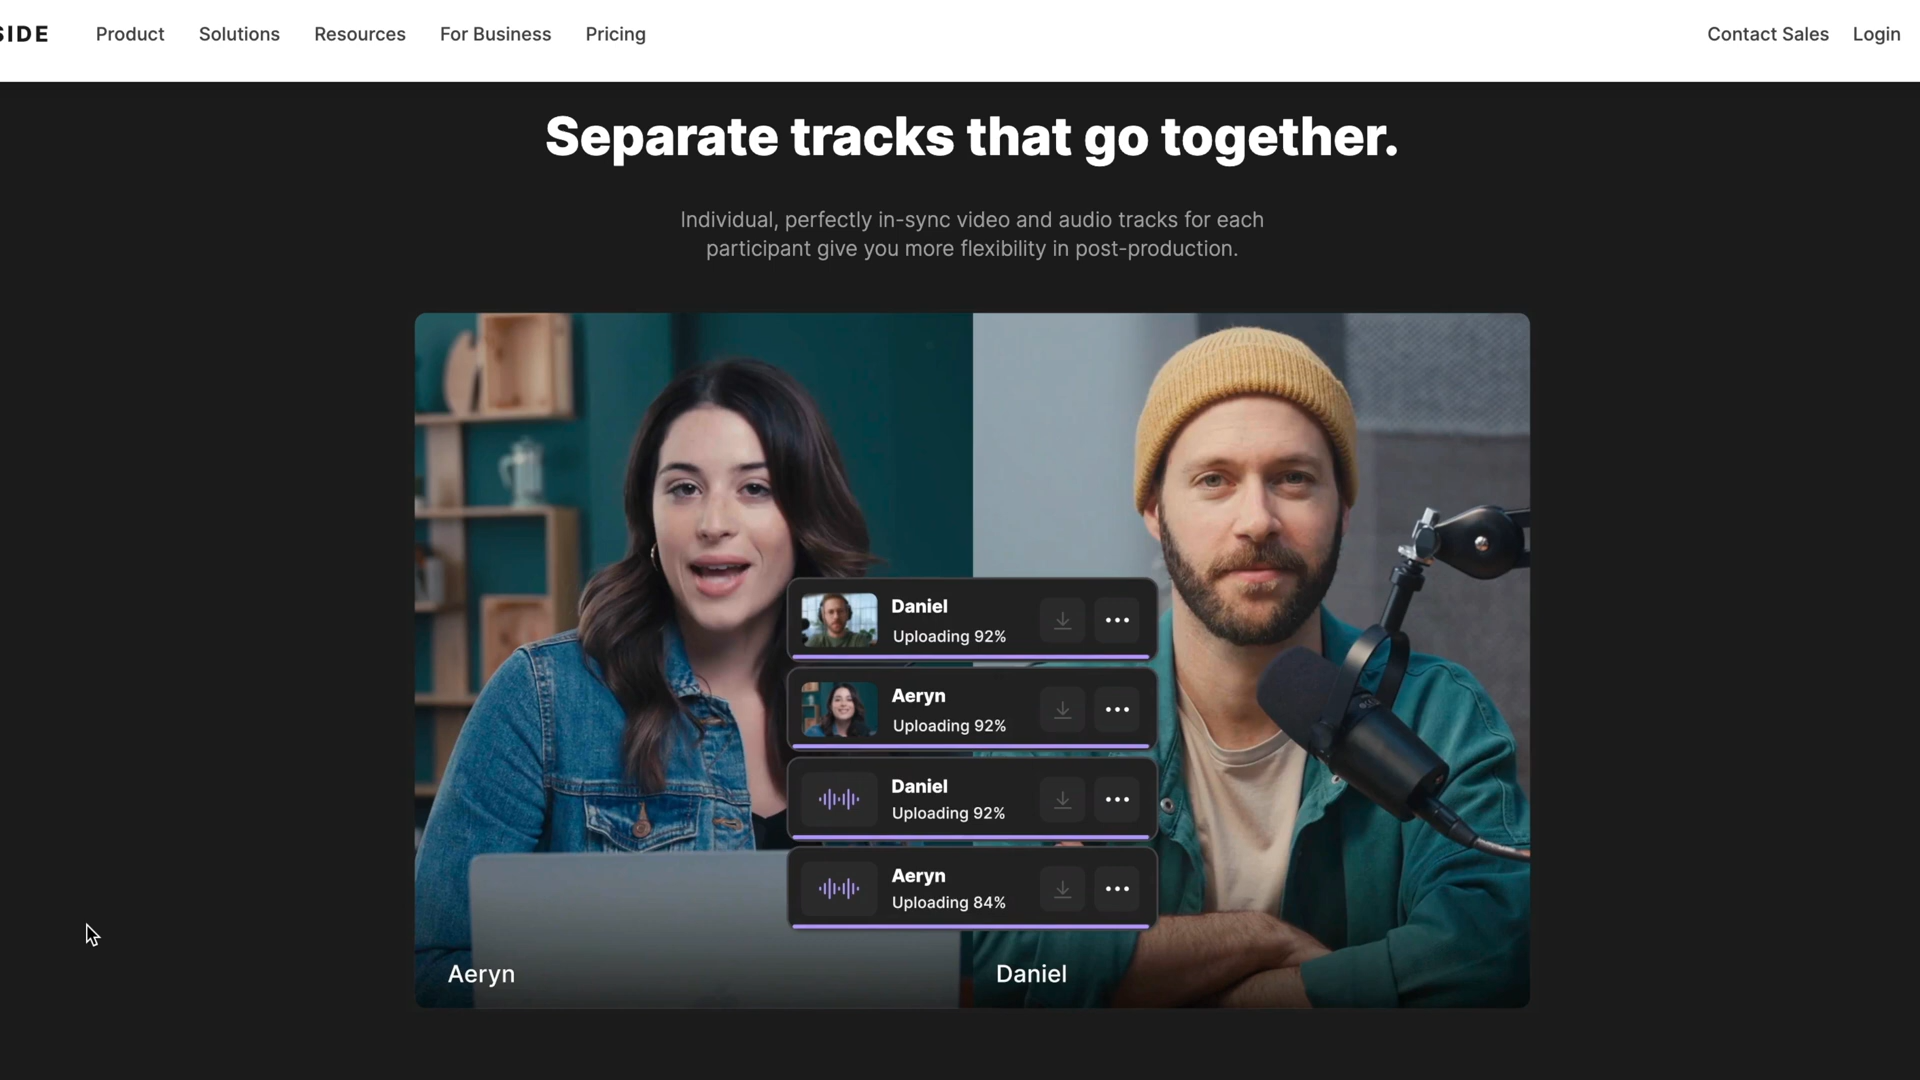 SIDE
Product
Solutions
Resources
For Business
Pricing
Contact Sales
Login
Separate tracks that go together.
Individual, perfectly in-sync video and audio tracks for each
participant give you more flexibility in post-production.
Daniel
Uploading 92%
Aeryn
Uploading 92%
Daniel
Uploading 92%
Aeryn
Uploading 84%
Aeryn
Daniel